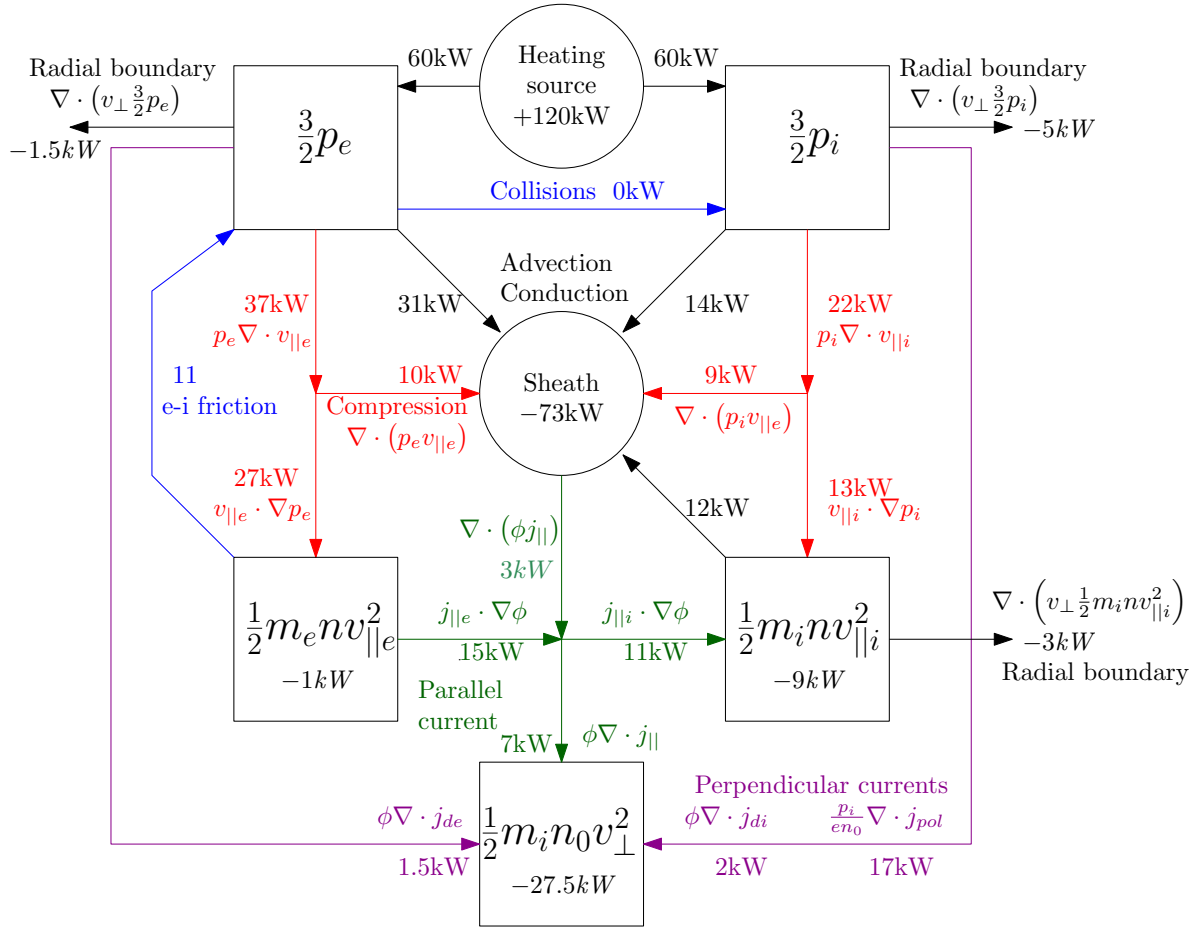 60kW
Heating
source
+120kW
60kW
Radial boundary
∇ · (v⊥ 3/2 pₑ)
−1.5kW
3/2 pₑ
3/2 pᵢ
Radial boundary
∇ · (v⊥ 3/2 pᵢ)
−5kW
Collisions 0kW
Advection
Conduction
31kW
14kW
37kW
pₑ∇ · v||ₑ
22kW
pᵢ∇ · v||ᵢ
11
e-i friction
10kW
Compression
∇ · (pₑv||ₑ)
Sheath
−73kW
9kW
∇ · (pᵢv||ₑ)
27kW
v||ₑ · ∇pₑ
13kW
v||ᵢ · ∇pᵢ
12kW
∇ · (ϕj||)
3kW
1/2 mₑnv²||ₑ
−1kW
j||ₑ · ∇ϕ
15kW
j||ᵢ · ∇ϕ
11kW
1/2 mᵢnv²||ᵢ
−9kW
∇ · (v⊥ 1/2 mᵢnv²||ᵢ)
−3kW
Radial boundary
Parallel
current
7kW
ϕ∇ · j||
ϕ∇ · j_de
1.5kW
1/2 mᵢn₀v²⊥
−27.5kW
Perpendicular currents
ϕ∇ · j_di
pᵢ/en₀ ∇ · j_pol
2kW
17kW